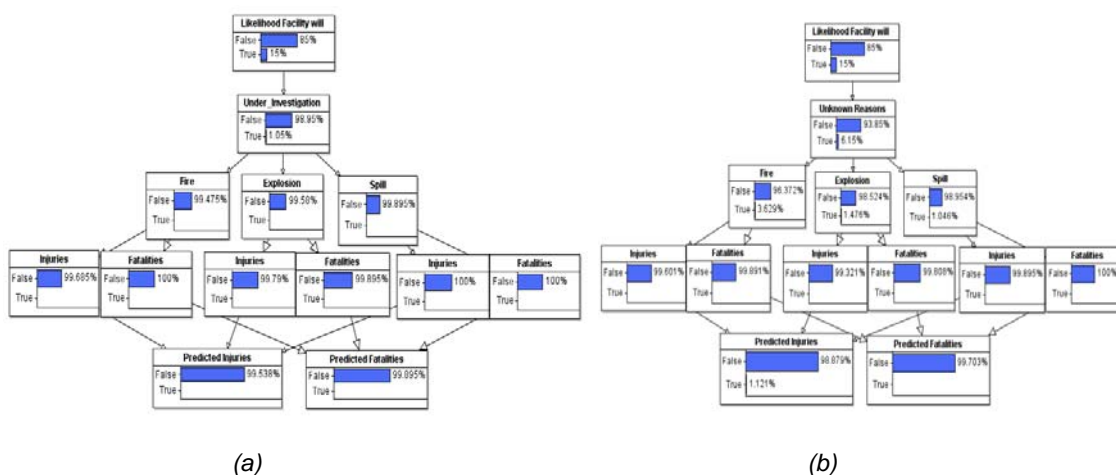 Likelihood Facility will
False 85%
True 15%
Under_Investigation
False 98.95%
True 1.05%
Fire
False 99.475%
True
Explosion
False 99.58%
True
Spill
False 99.895%
True
Injuries
False 99.685%
True
Fatalities
False 100%
True
Injuries
False 99.79%
True
Fatalities
False 99.895%
True
Injuries
False 100%
True
Fatalities
False 100%
True
Predicted Injuries
False 99.538%
True
Predicted Fatalities
False 99.095%
True
(a)
Likelihood Facility will
False 85%
True 15%
Unknown Reasons
False 93.85%
True 6.15%
Fire
False 96.372%
True 3.629%
Explosion
False 98.524%
True 1.476%
Spill
False 98.954%
True 1.046%
Injuries
False 99.601%
True
Fatalities
False 99.891%
True
Injuries
False 99.321%
True
Fatalities
False 99.808%
True
Injuries
False 99.895%
True
Fatalities
False 100%
True
Predicted Injuries
False 98.879%
True 1.121%
Predicted Fatalities
False 99.703%
True
(b)